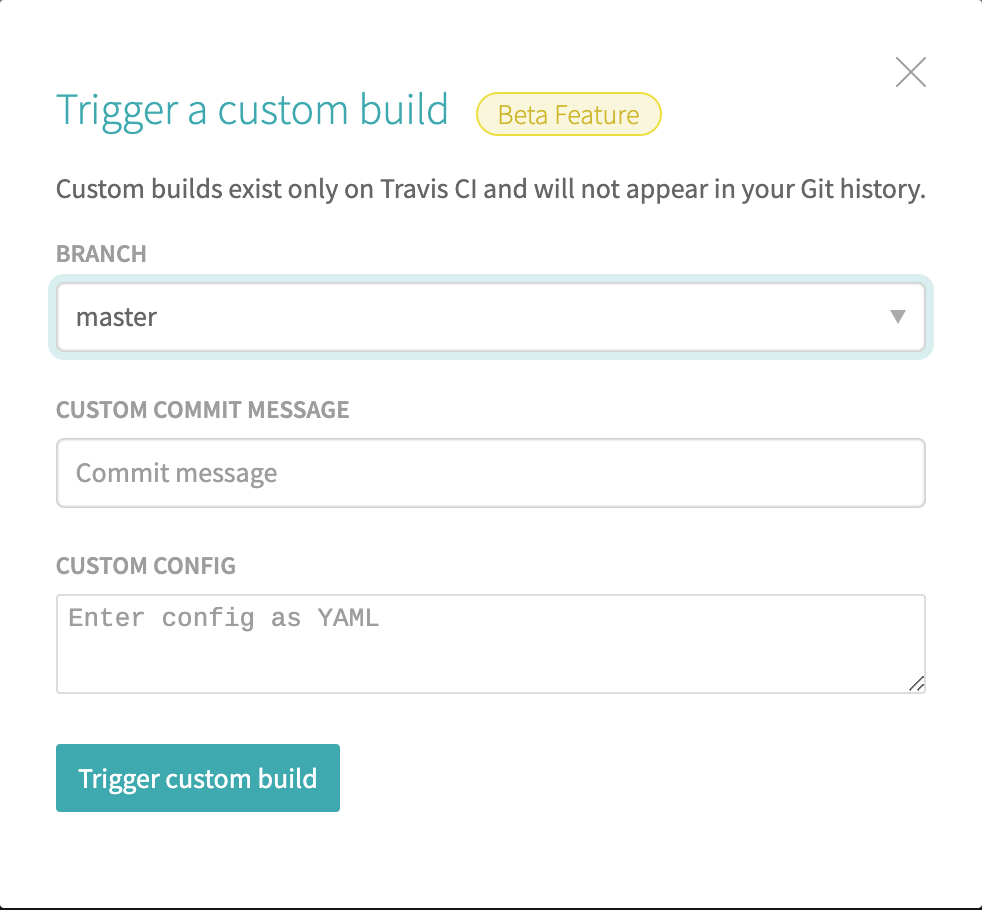 Trigger a custom build Beta Feature
Custom builds exist only on Travis CI and will not appear in your Git history.
BRANCH
master
CUSTOM COMMIT MESSAGE
Commit message
CUSTOM CONFIG
Enter config as YAML
Trigger custom build